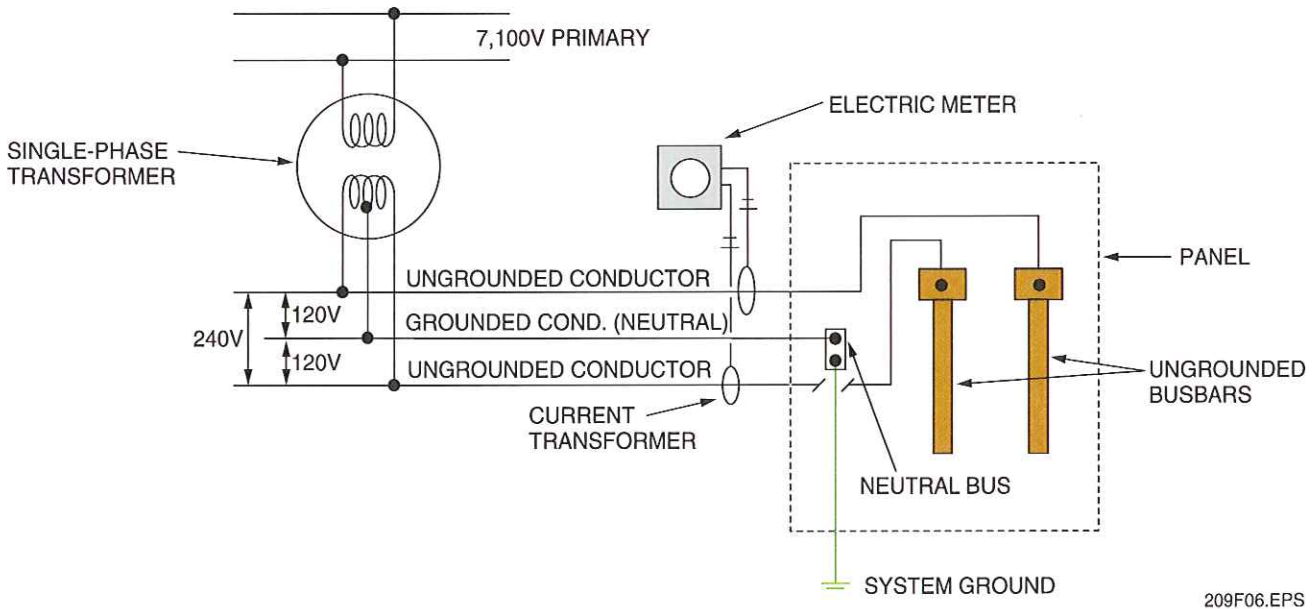 7,100V PRIMARY
ELECTRIC METER
SINGLE-PHASE
TRANSFORMER
PANEL
UNGROUNDED CONDUCTOR
120V
GROUNDED COND. (NEUTRAL)
240V
120V
UNGROUNDED CONDUCTOR
UNGROUNDED
BUSBARS
CURRENT
TRANSFORMER
NEUTRAL BUS
SYSTEM GROUND
209F06.EPS